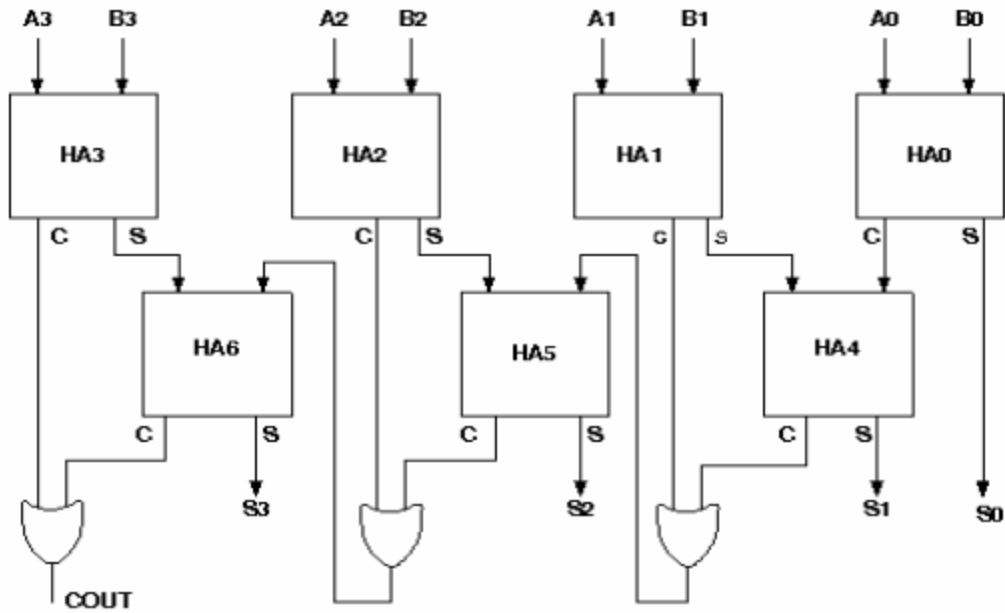 A3 B3 A2 B2 A1 B1 A0 B0
HA3 HA2 HA1 HA0
C S C S C S C S
HA6 HA5 HA4
C S C S C S
S3 S2 S1 S0
COUT